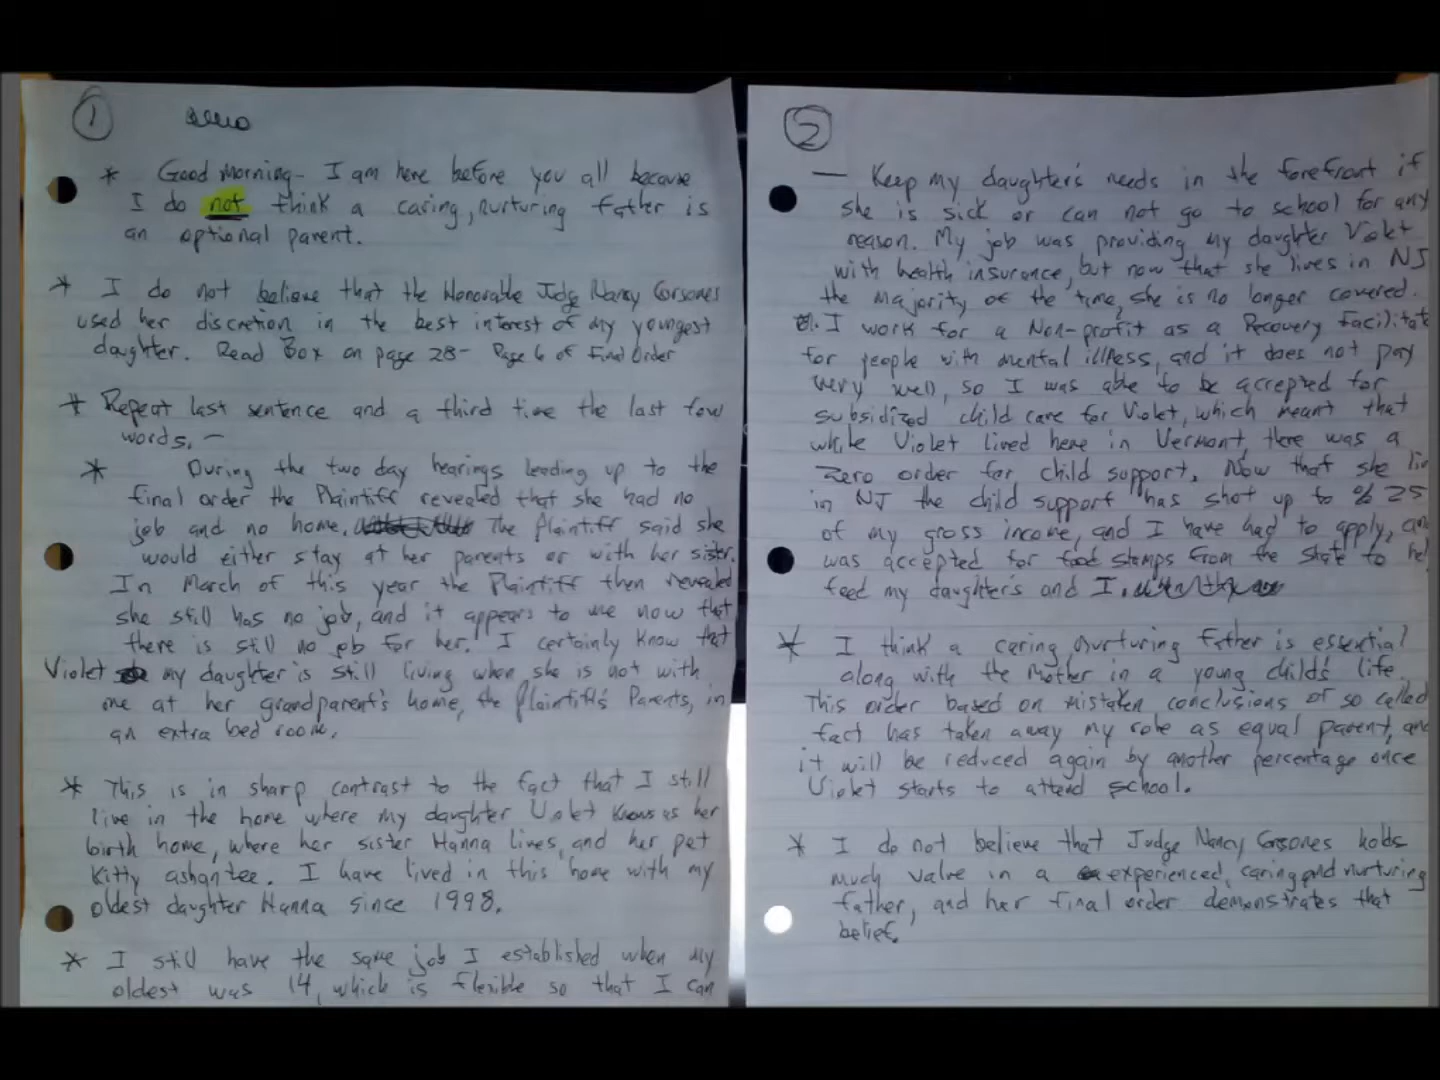 1
* Good Morning- I am here before you all because
I do not think a caring, nurturing father is
an optional parent.
* I do not believe that the Honorable Judge Nancy Corsones
used her discretion in the best interest of my youngest
daughter. Read Box on page 28- Page 6 of Find Order
* Repeat last sentence and a third time the last few
words. -
* During the two day hearings leading up to the
final order the Plaintiff revealed that she had no
job and no home. The Plaintiff said she
would either stay at her parents or with her sister.
In March of this year the Plaintiff then revealed
she still has no job, and it appears to me now that
there is still no job for her. I certainly know that
Violet my daughter is still living when she is not with
me at her grandparent's home, the Plaintiff's Parents, in
an extra bed room.
* This is in sharp contrast to the fact that I still
live in the home where my daughter Violet knows as her
birth home, where her sister Hanna lives, and her pet
Kitty ashantee. I have lived in this home with my
oldest daughter Hanna since 1998.
* I still have the same job I established when my
oldest was 14, which is flexible so that I can
2
— Keep my daughter's needs in the forefront if
she is sick or can not go to school for any
reason. My job was providing my daughter Violet
with health insurance, but now that she lives in NJ
the majority of the time, she is no longer covered.
I work for a Non-profit as a Recovery Facilitat
for people with mental illness, and it does not pay
very well, so I was able to be accepted for
subsidized child care for Violet, which meant that
while Violet lived here in Vermont, there was a
Zero order for child support. Now that she liv
in NJ the child support has shot up to % 25
of my gross income, and I have had to apply, an
was accepted for food stamps from the State to hel
feed my daughter's and I.
* I think a caring nurturing father is essential
along with the Mother in a young child's life.
This order based on mistaken conclusions of so called
fact has taken away my role as equal parent, and
it will be reduced again by another percentage once
Violet starts to attend school.
* I do not believe that Judge Nancy Corsones holds
much value in a experienced, caring and nurturing
father, and her final order demonstrates that
belief.